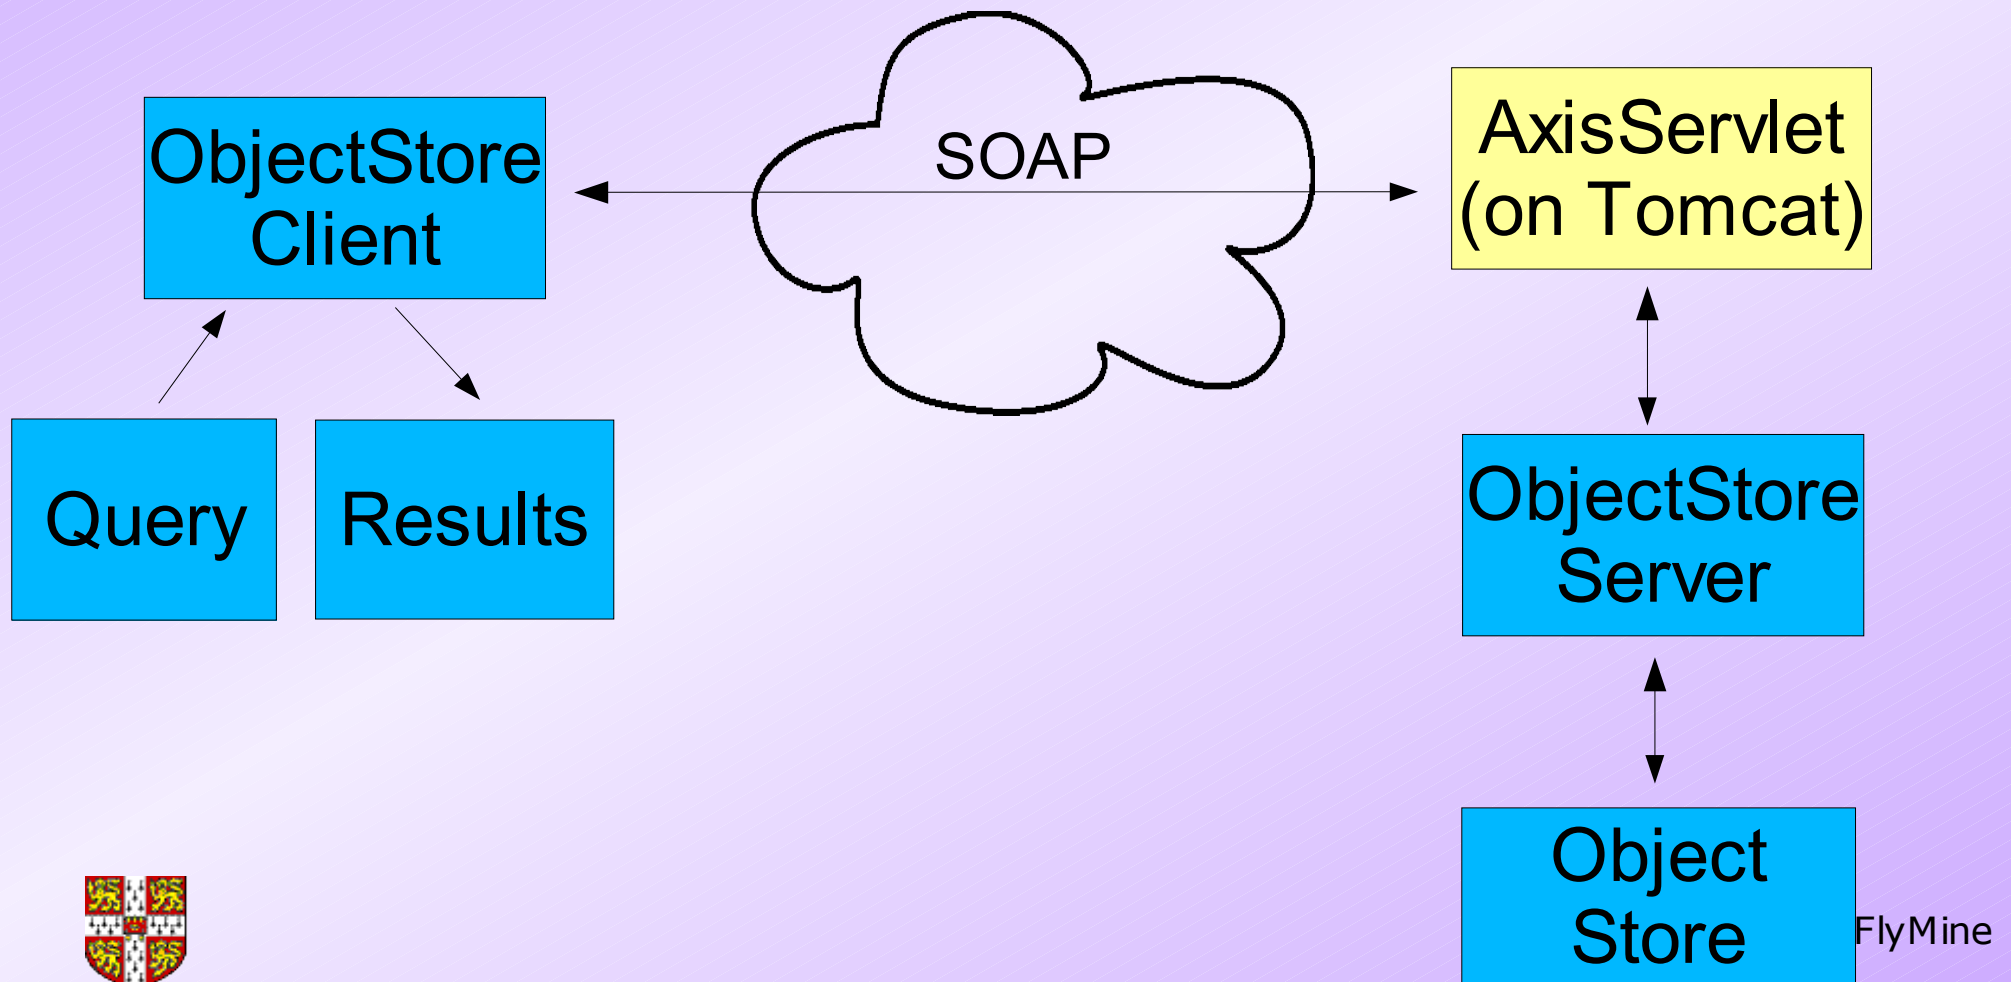 ObjectStore
Client
SOAP
AxisServlet
(on Tomcat)
Query
Results
ObjectStore
Server
Object
Store
FlyMine